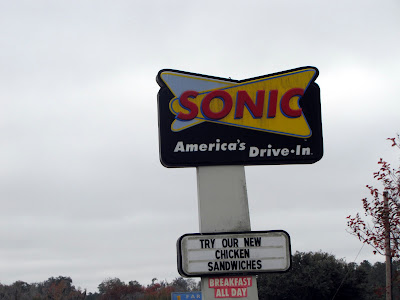 SONIC
America's Drive-In.
TRY OUR NEW
CHICKEN
SANDWICHES
BREAKFAST
ALL DAY